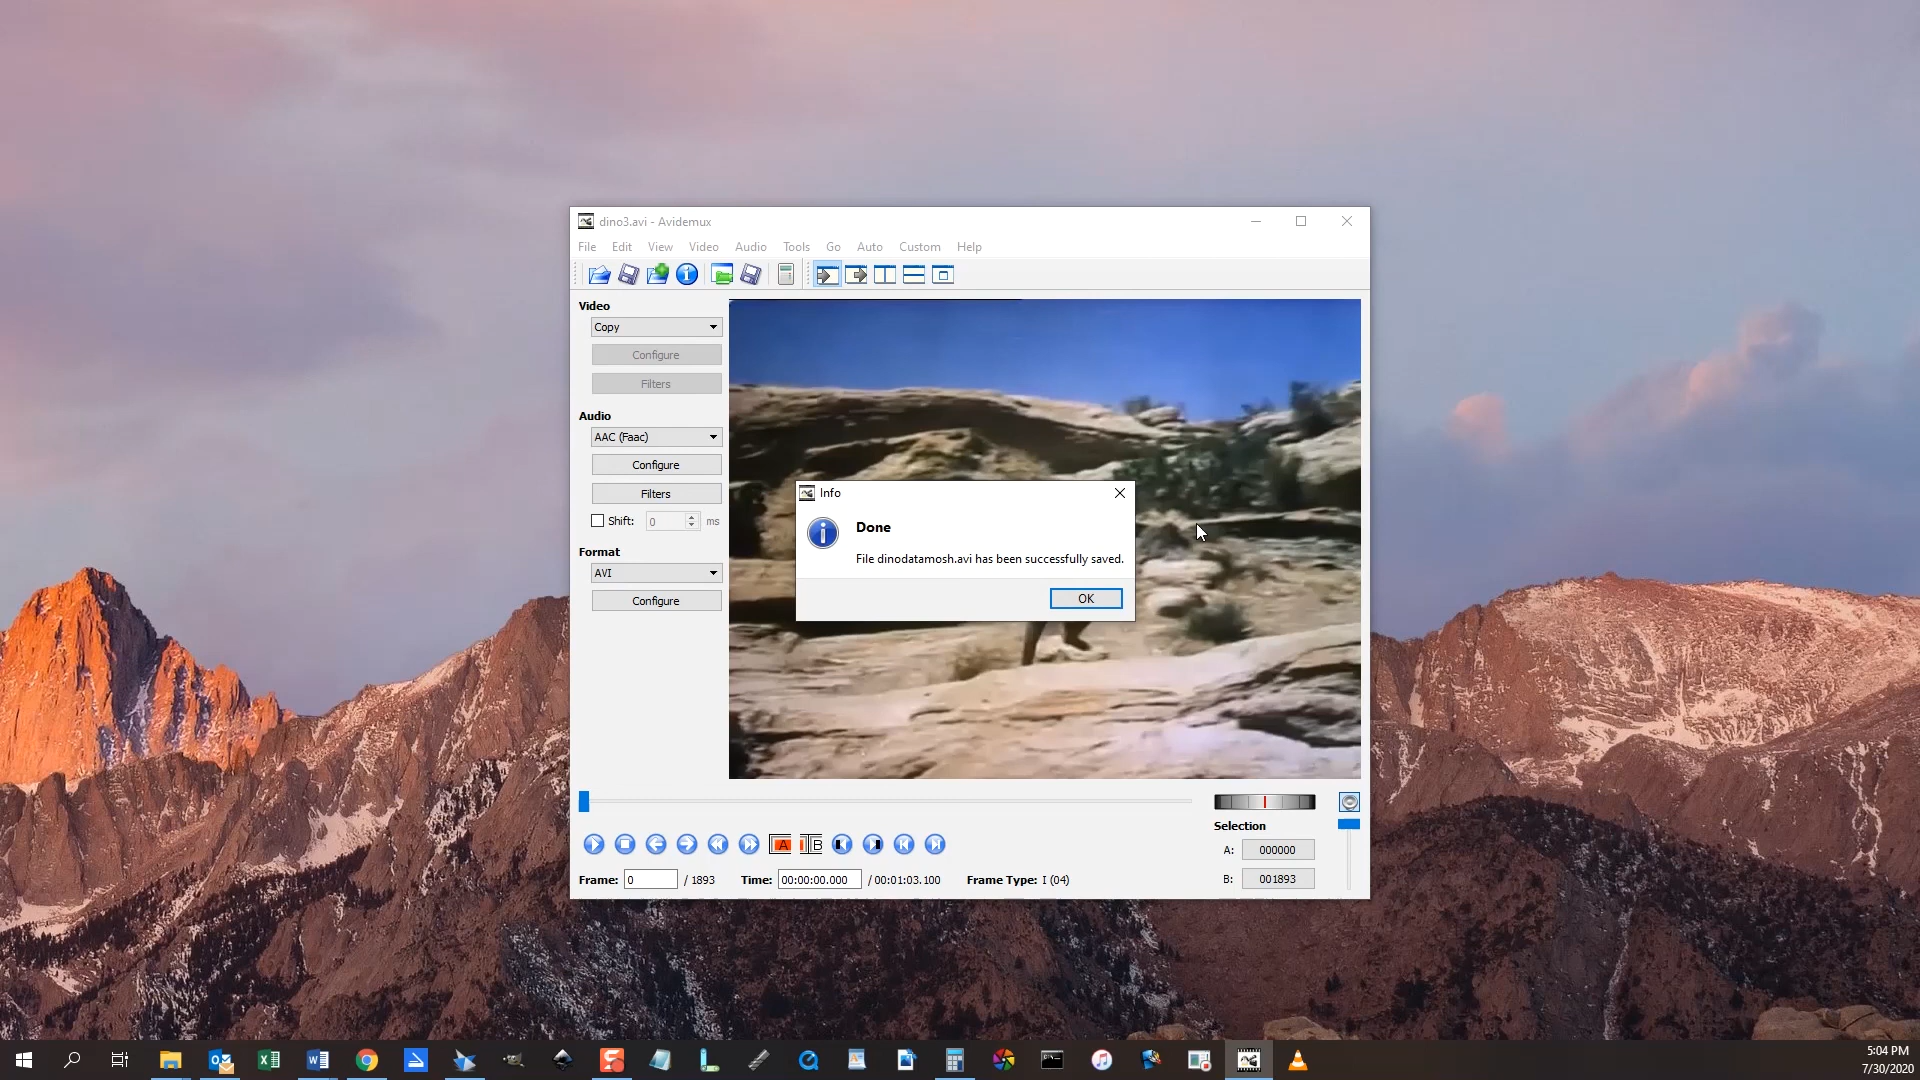 dino3.avi - Avidemux
File Edit View Video Audio Tools Go Auto Custom Help
Video
Copy
Configure
Filters
Audio
AAC (Faac)
Configure
Filters
Shift: 0 ms
Format
AVI
Configure
Info
Done
File dinodatamosh.avi has been successfully saved.
OK
Selection
A B
A: 000000
Frame: 0 / 1893 Time: 00:00:00.000 / 00:01:03.100 Frame Type: I (04)
B: 001893
5:04 PM
7/30/2020